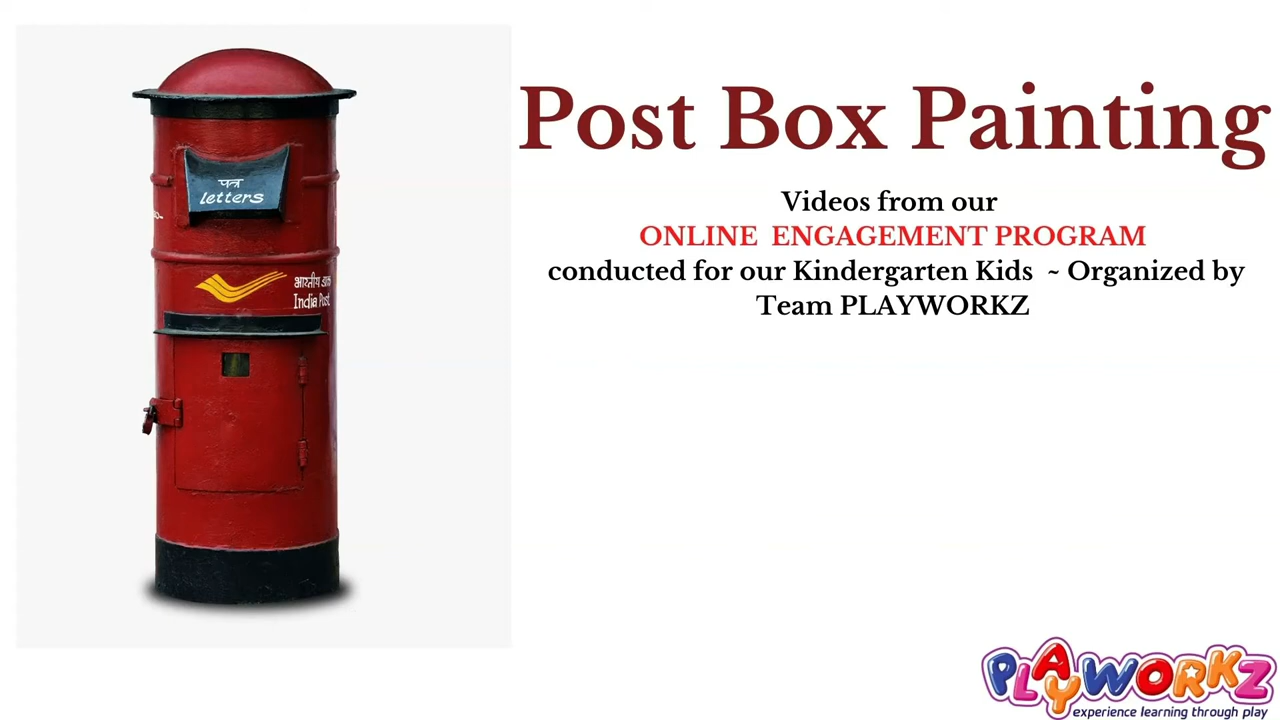 पत्र
letters
भारतीय डाक
India Post
Post Box Painting
Videos from our
ONLINE ENGAGEMENT PROGRAM
conducted for our Kindergarten Kids ~ Organized by
Team PLAYWORKZ
PLAYWORKZ
experience learning through play